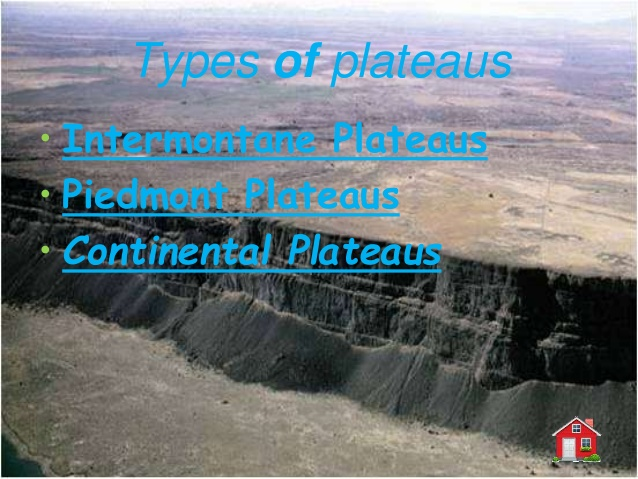 Types of plateaus
• Intermontane Plateaus
• Piedmont Plateaus
• Continental Plateaus